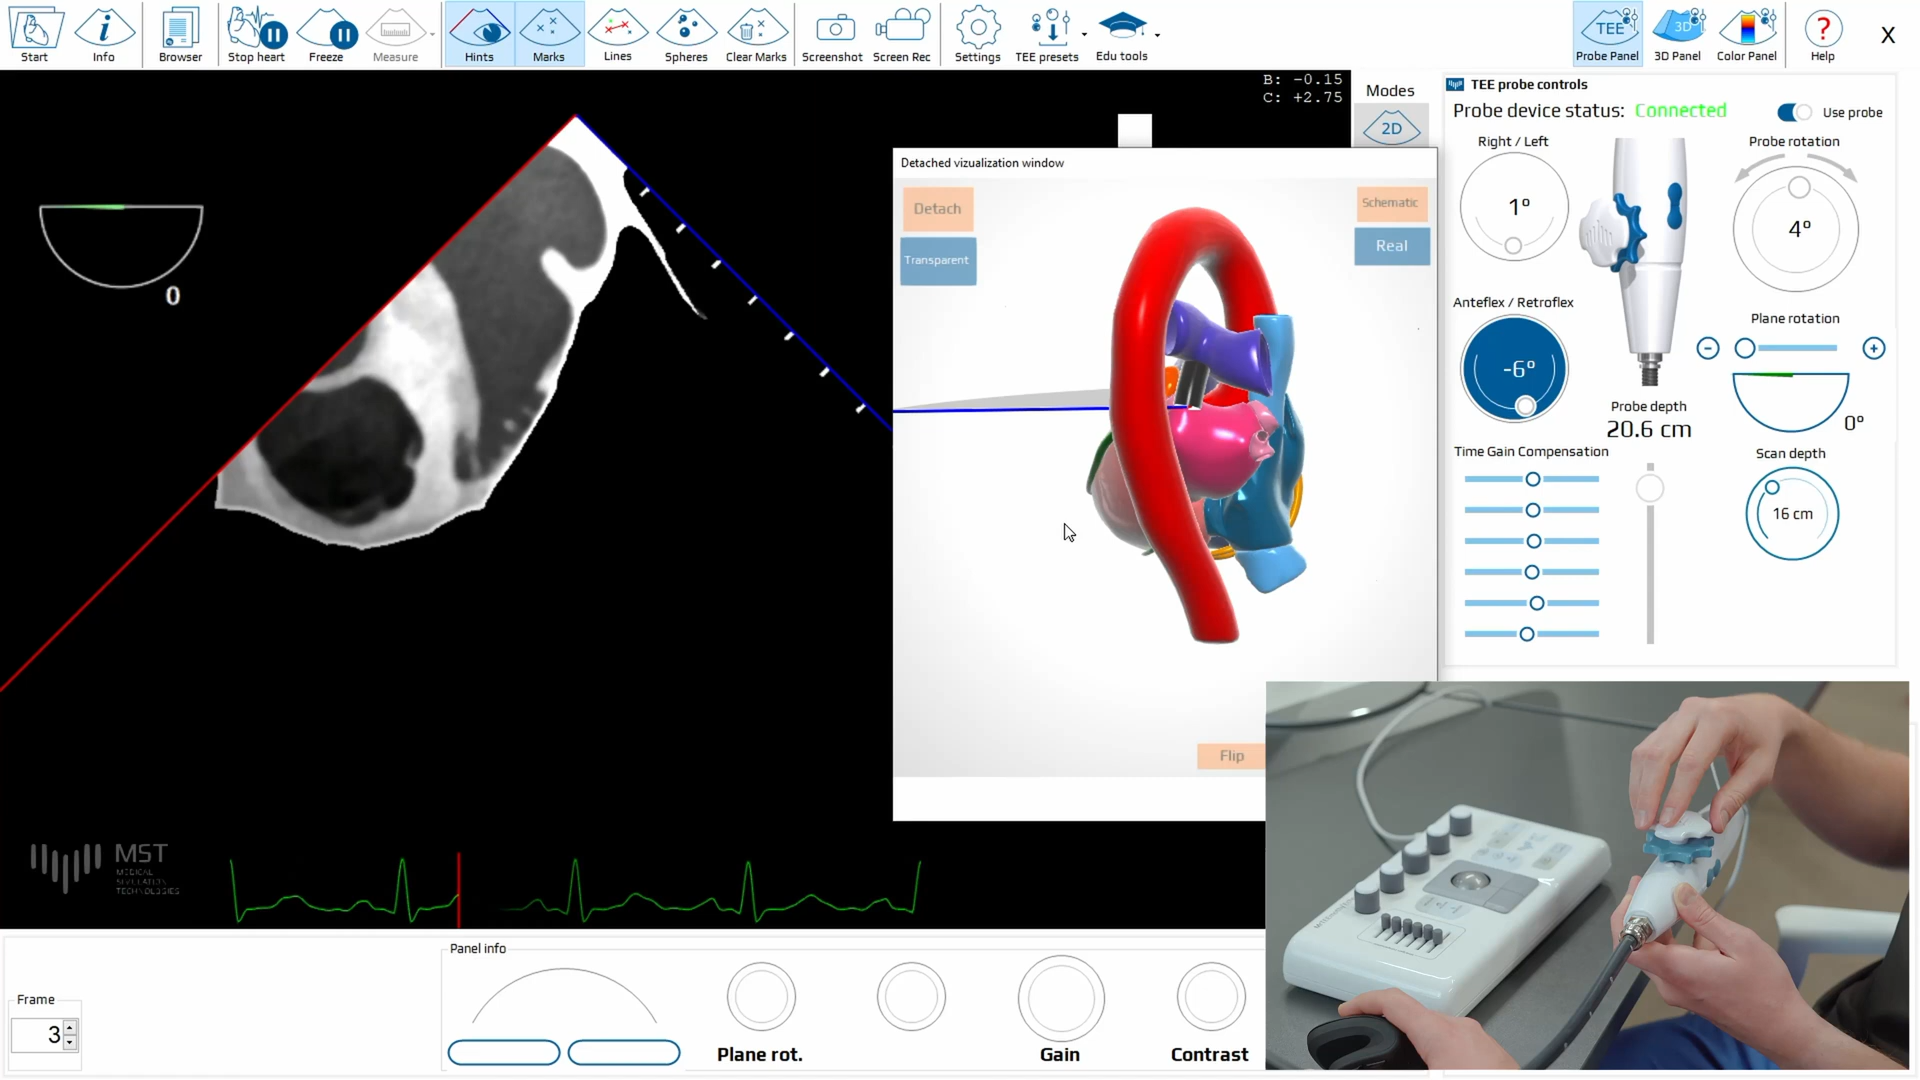 Start
Info
Browser
Stop heart
Freeze
Measure
Hints
Marks
Lines
Spheres
Clear Marks
Screenshot
Screen Rec
Settings
TEE presets
Edu tools
TEE
Probe Panel
3D
3D Panel
Color Panel
?
Help
X
B: -0.15
C: +2.75
Modes
2D
0
Detached vizualization window
Detach
Transparent
Schematic
Real
Flip
TEE probe controls
Probe device status: Connected
Use probe
Right / Left
1°
Probe rotation
4°
Anteflex / Retroflex
-6°
Plane rotation
0°
Probe depth
20.6 cm
Time Gain Compensation
Scan depth
16 cm
MST
MEDICAL
SIMULATION
TECHNOLOGIES
Frame
3
Panel info
Plane rot.
Gain
Contrast